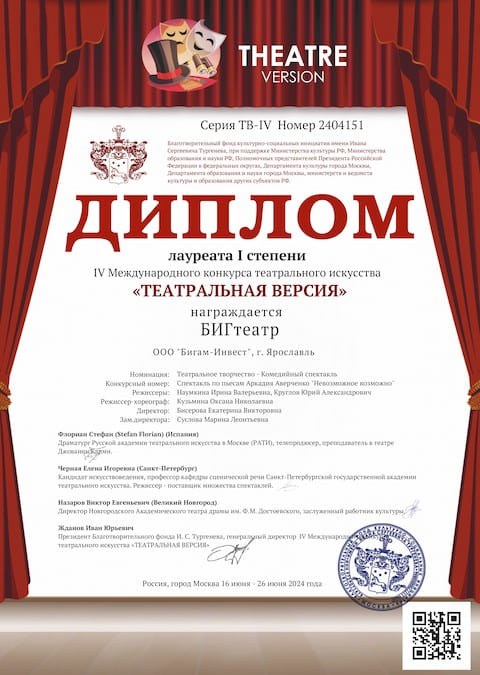 THEATRE
VERSION
Серия ТВ-IV Номер 2404151
Благотворительный фонд культурно-социальных инициатив имени Ивана
Сергеевича Тургенева, при поддержке Министерства культуры РФ, Министерства
образования и науки РФ, Полномочных представителей Президента Российской
Федерации в федеральных округах, Департамента культуры города Москвы,
Департамента образования и науки города Москвы, министерств и ведомств
культуры и образования других субъектов РФ.
ДИПЛОМ
лауреата I степени
IV Международного конкурса театрального искусства
«ТЕАТРАЛЬНАЯ ВЕРСИЯ»
награждается
БИГтеатр
ООО "Бигам-Инвест", г. Ярославль
Номинация: Театральное творчество - Комедийный спектакль
Конкурсный номер: Спектакль по пьесам Аркадия Аверченко "Невозможное возможно"
Режиссеры: Наумкина Ирина Валерьевна, Круглов Юрий Александрович
Режиссер-хореограф: Кузьмина Оксана Николаевна
Директор: Бисерова Екатерина Викторовна
Зам.директора: Суслова Марина Леонтьевна
Флориан Стефан (Stefan Florian) (Испания)
Драматург Русской академии театрального искусства в Москве (РАТИ), телепродюсер, преподаватель в театре
Черная Елена Игоревна (Санкт-Петербург)
Кандидат искусствоведения, профессор кафедры сценической речи Санкт-Петербургской государственной академии
театрального искусства. Режиссер - поставщик множества спектаклей.
Назаров Виктор Евгеньевич (Великий Новгород)
Директор Новгородского Академического театра драмы им. Ф.М. Достоевского, заслуженный работник культуры.
Жданов Иван Юрьевич
Президент Благотворительного фонда И. С. Тургенева, генеральный директор IV Международного
театрального искусства «ТЕАТРАЛЬНАЯ ВЕРСИЯ»
Россия, город Москва 16 июня - 26 июня 2024 года